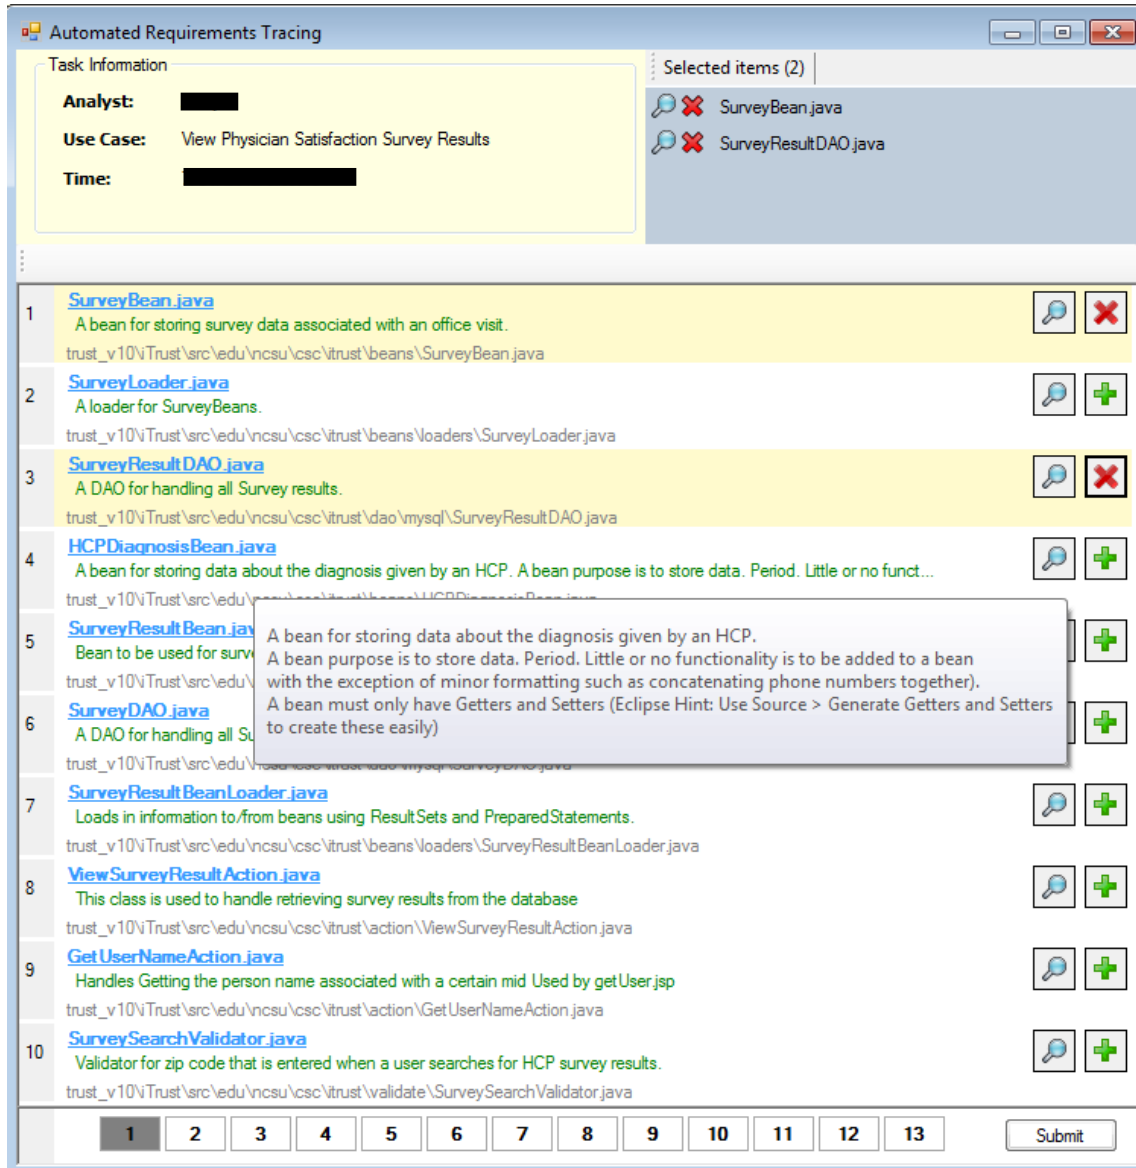 Automated Requirements Tracing
Task Information
Analyst:
Use Case: View Physician Satisfaction Survey Results
Time:
Selected items (2)
SurveyBean.java
SurveyResultDAO.java
1
SurveyBean.java
A bean for storing survey data associated with an office visit.
trust_v10\iTrust\src\edu\ncsu\csc\itrust\beans\SurveyBean.java
2
SurveyLoader.java
A loader for SurveyBeans.
trust_v10\iTrust\src\edu\ncsu\csc\itrust\beans\loaders\SurveyLoader.java
3
SurveyResultDAO.java
A DAO for handling all Survey results.
trust_v10\iTrust\src\edu\ncsu\csc\itrust\dao\mysql\SurveyResultDAO.java
4
HCPDiagnosisBean.java
A bean for storing data about the diagnosis given by an HCP. A bean purpose is to store data. Period. Little or no funct...
trust_v10\iTrust\src\edu\ncsu\csc\itrust\beans\HCPDiagnosisBean.java
A bean for storing data about the diagnosis given by an HCP.
A bean purpose is to store data. Period. Little or no functionality is to be added to a bean
with the exception of minor formatting such as concatenating phone numbers together).
A bean must only have Getters and Setters (Eclipse Hint: Use Source > Generate Getters and Setters
to create these easily)
5
SurveyResultBean.jav
Bean to be used for surve
trust_v10\iTrust\src\edu\
6
SurveyDAO.java
A DAO for handling all Su
trust_v10\iTrust\src\edu\ncsu\csc\itrust\dao\mysql\SurveyDAO.java
7
SurveyResultBeanLoader.java
Loads in information to/from beans using ResultSets and PreparedStatements.
trust_v10\iTrust\src\edu\ncsu\csc\itrust\beans\loaders\SurveyResultBeanLoader.java
8
ViewSurveyResultAction.java
This class is used to handle retrieving survey results from the database
trust_v10\iTrust\src\edu\ncsu\csc\itrust\action\ViewSurveyResultAction.java
9
GetUserNameAction.java
Handles Getting the person name associated with a certain mid Used by getUser.jsp
trust_v10\iTrust\src\edu\ncsu\csc\itrust\action\GetUserNameAction.java
10
SurveySearchValidator.java
Validator for zip code that is entered when a user searches for HCP survey results.
trust_v10\iTrust\src\edu\ncsu\csc\itrust\validate\SurveySearchValidator.java
1 2 3 4 5 6 7 8 9 10 11 12 13 Submit